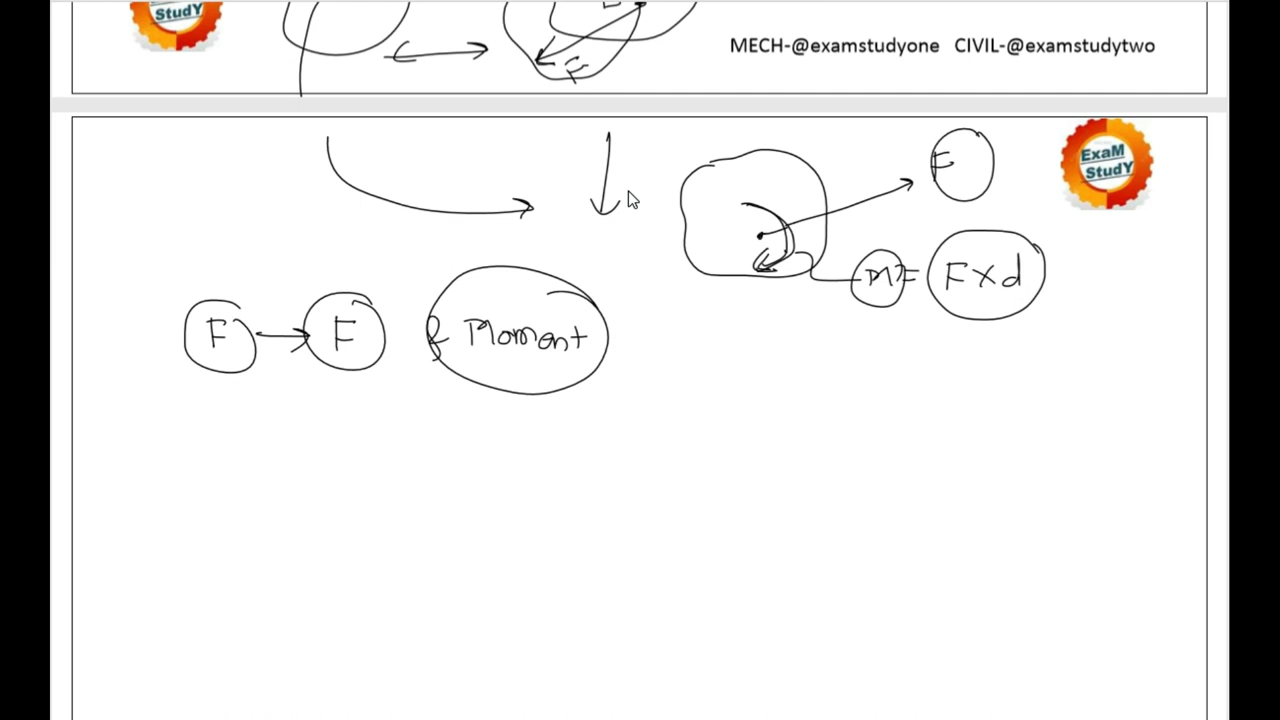 StudY
F
MECH-@examstudyone CIVIL-@examstudytwo
F
ExaM
StudY
M = F×d
F → F & Moment